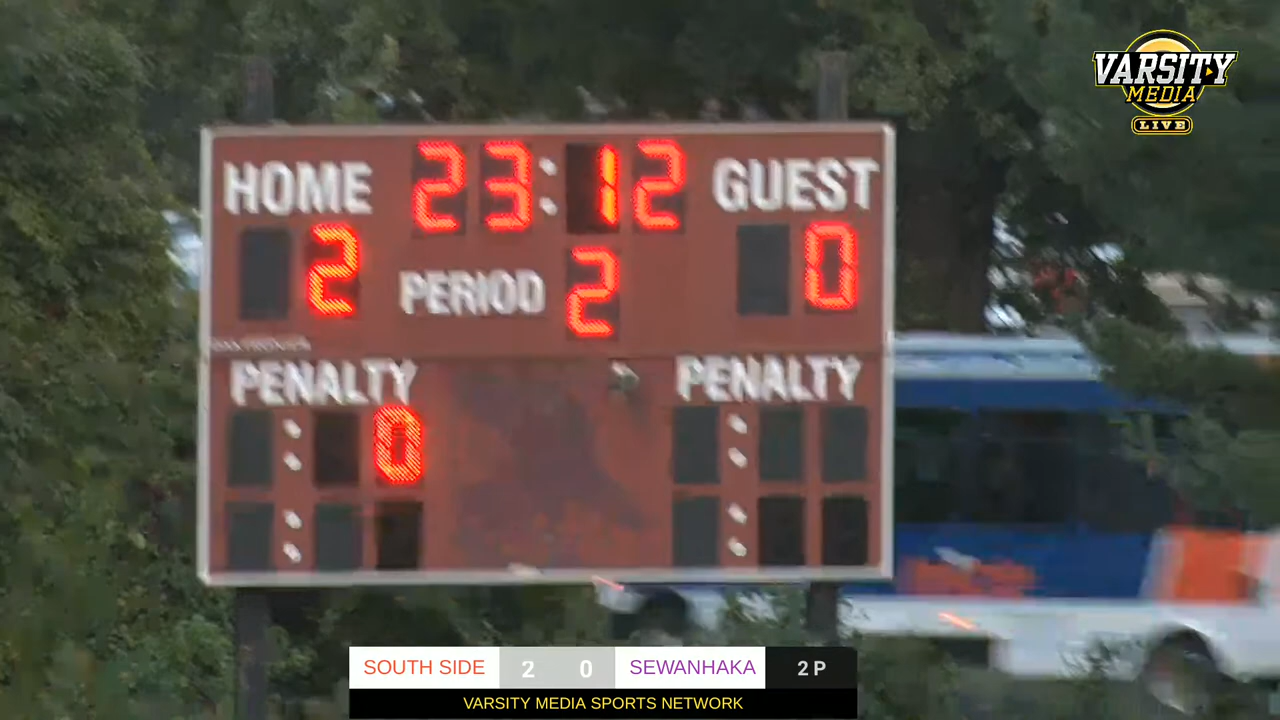 VARSITY
MEDIA
LIVE
HOME 23:12 GUEST
2 PERIOD 2 0
PENALTY PENALTY
0
SOUTH SIDE 2 0 SEWANHAKA 2 P
VARSITY MEDIA SPORTS NETWORK